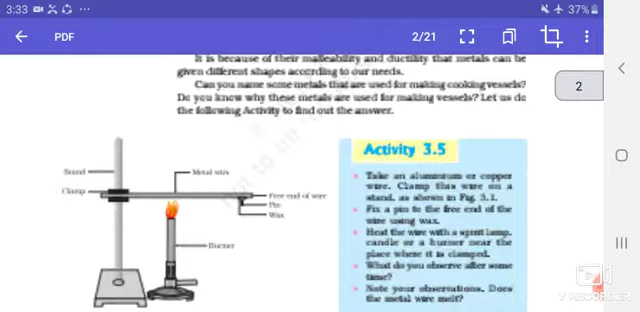 3:33
37%
PDF
2/21
2
It is because of their malleability and ductility that metals can be
given different shapes according to our needs.
Can you name some metals that are used for making cooking vessels?
Do you know why these metals are used for making vessels? Let us do
the following Activity to find out the answer.
Stand
Clamp
Metal wire
Free end of wire
Pin
Wax
Burner
Activity 3.5
Take an aluminium or copper
wire. Clamp this wire on a
stand, as shown in Fig. 3.1.
Fix a pin to the free end of the
wire using wax.
Heat the wire with a spirit lamp,
candle or a burner near the
place where it is clamped.
What do you observe after some
time?
Note your observations. Does
the metal wire melt?
RECORDER